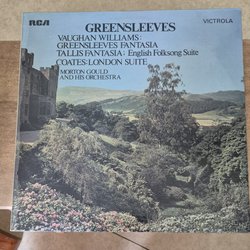 GREENSLEEVES
RCA
VICTROLA
VAUGHAN WILLIAMS:
GREENSLEEVES FANTASIA
TALLIS FANTASIA; English Folksong Suite
COATES: LONDON SUITE
MORTON GOULD
AND HIS ORCHESTRA